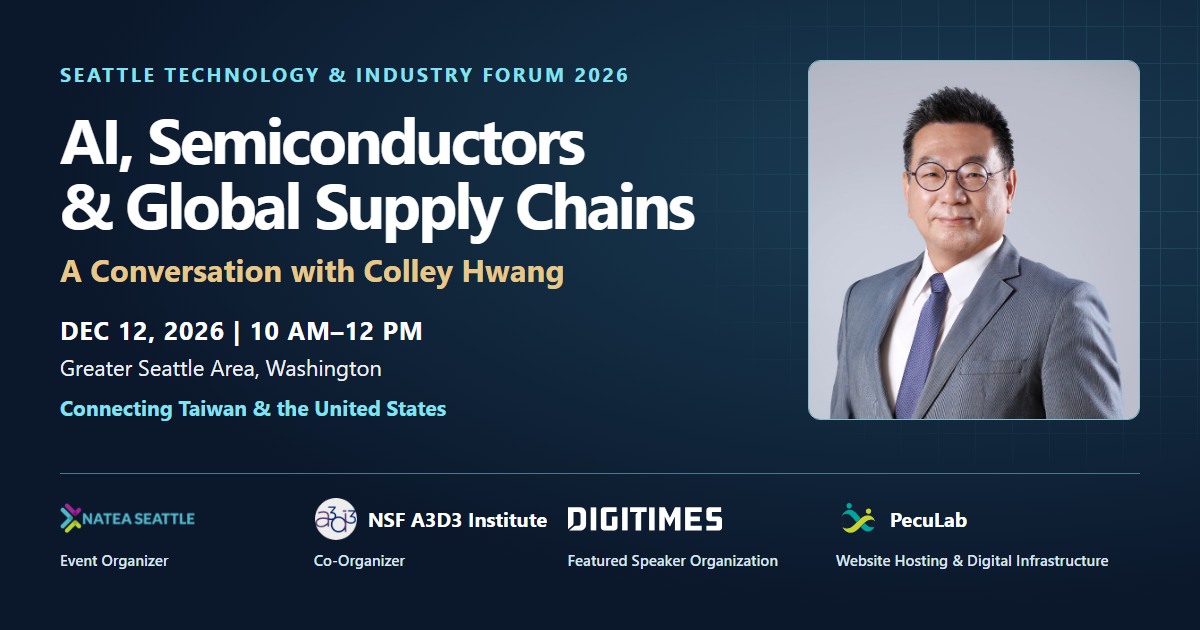 SEATTLE TECHNOLOGY & INDUSTRY FORUM 2026
AI, Semiconductors
& Global Supply Chains
A Conversation with Colley Hwang
DEC 12, 2026 | 10 AM–12 PM
Greater Seattle Area, Washington
Connecting Taiwan & the United States
NATEA SEATTLE
Event Organizer
a3d3 NSF A3D3 Institute
Co-Organizer
DIGITIMES
Featured Speaker Organization
PecuLab
Website Hosting & Digital Infrastructure